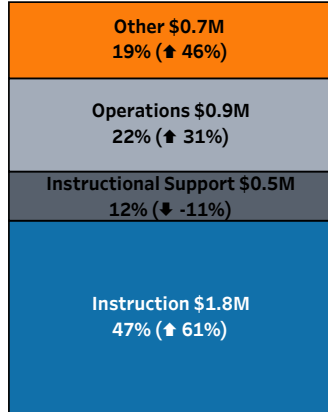 Other $0.7M
19% (⬆ 46%)
Operations $0.9M
22% (⬆ 31%)
Instructional Support $0.5M
12% (⬇ -11%)
Instruction $1.8M
47% (⬆ 61%)